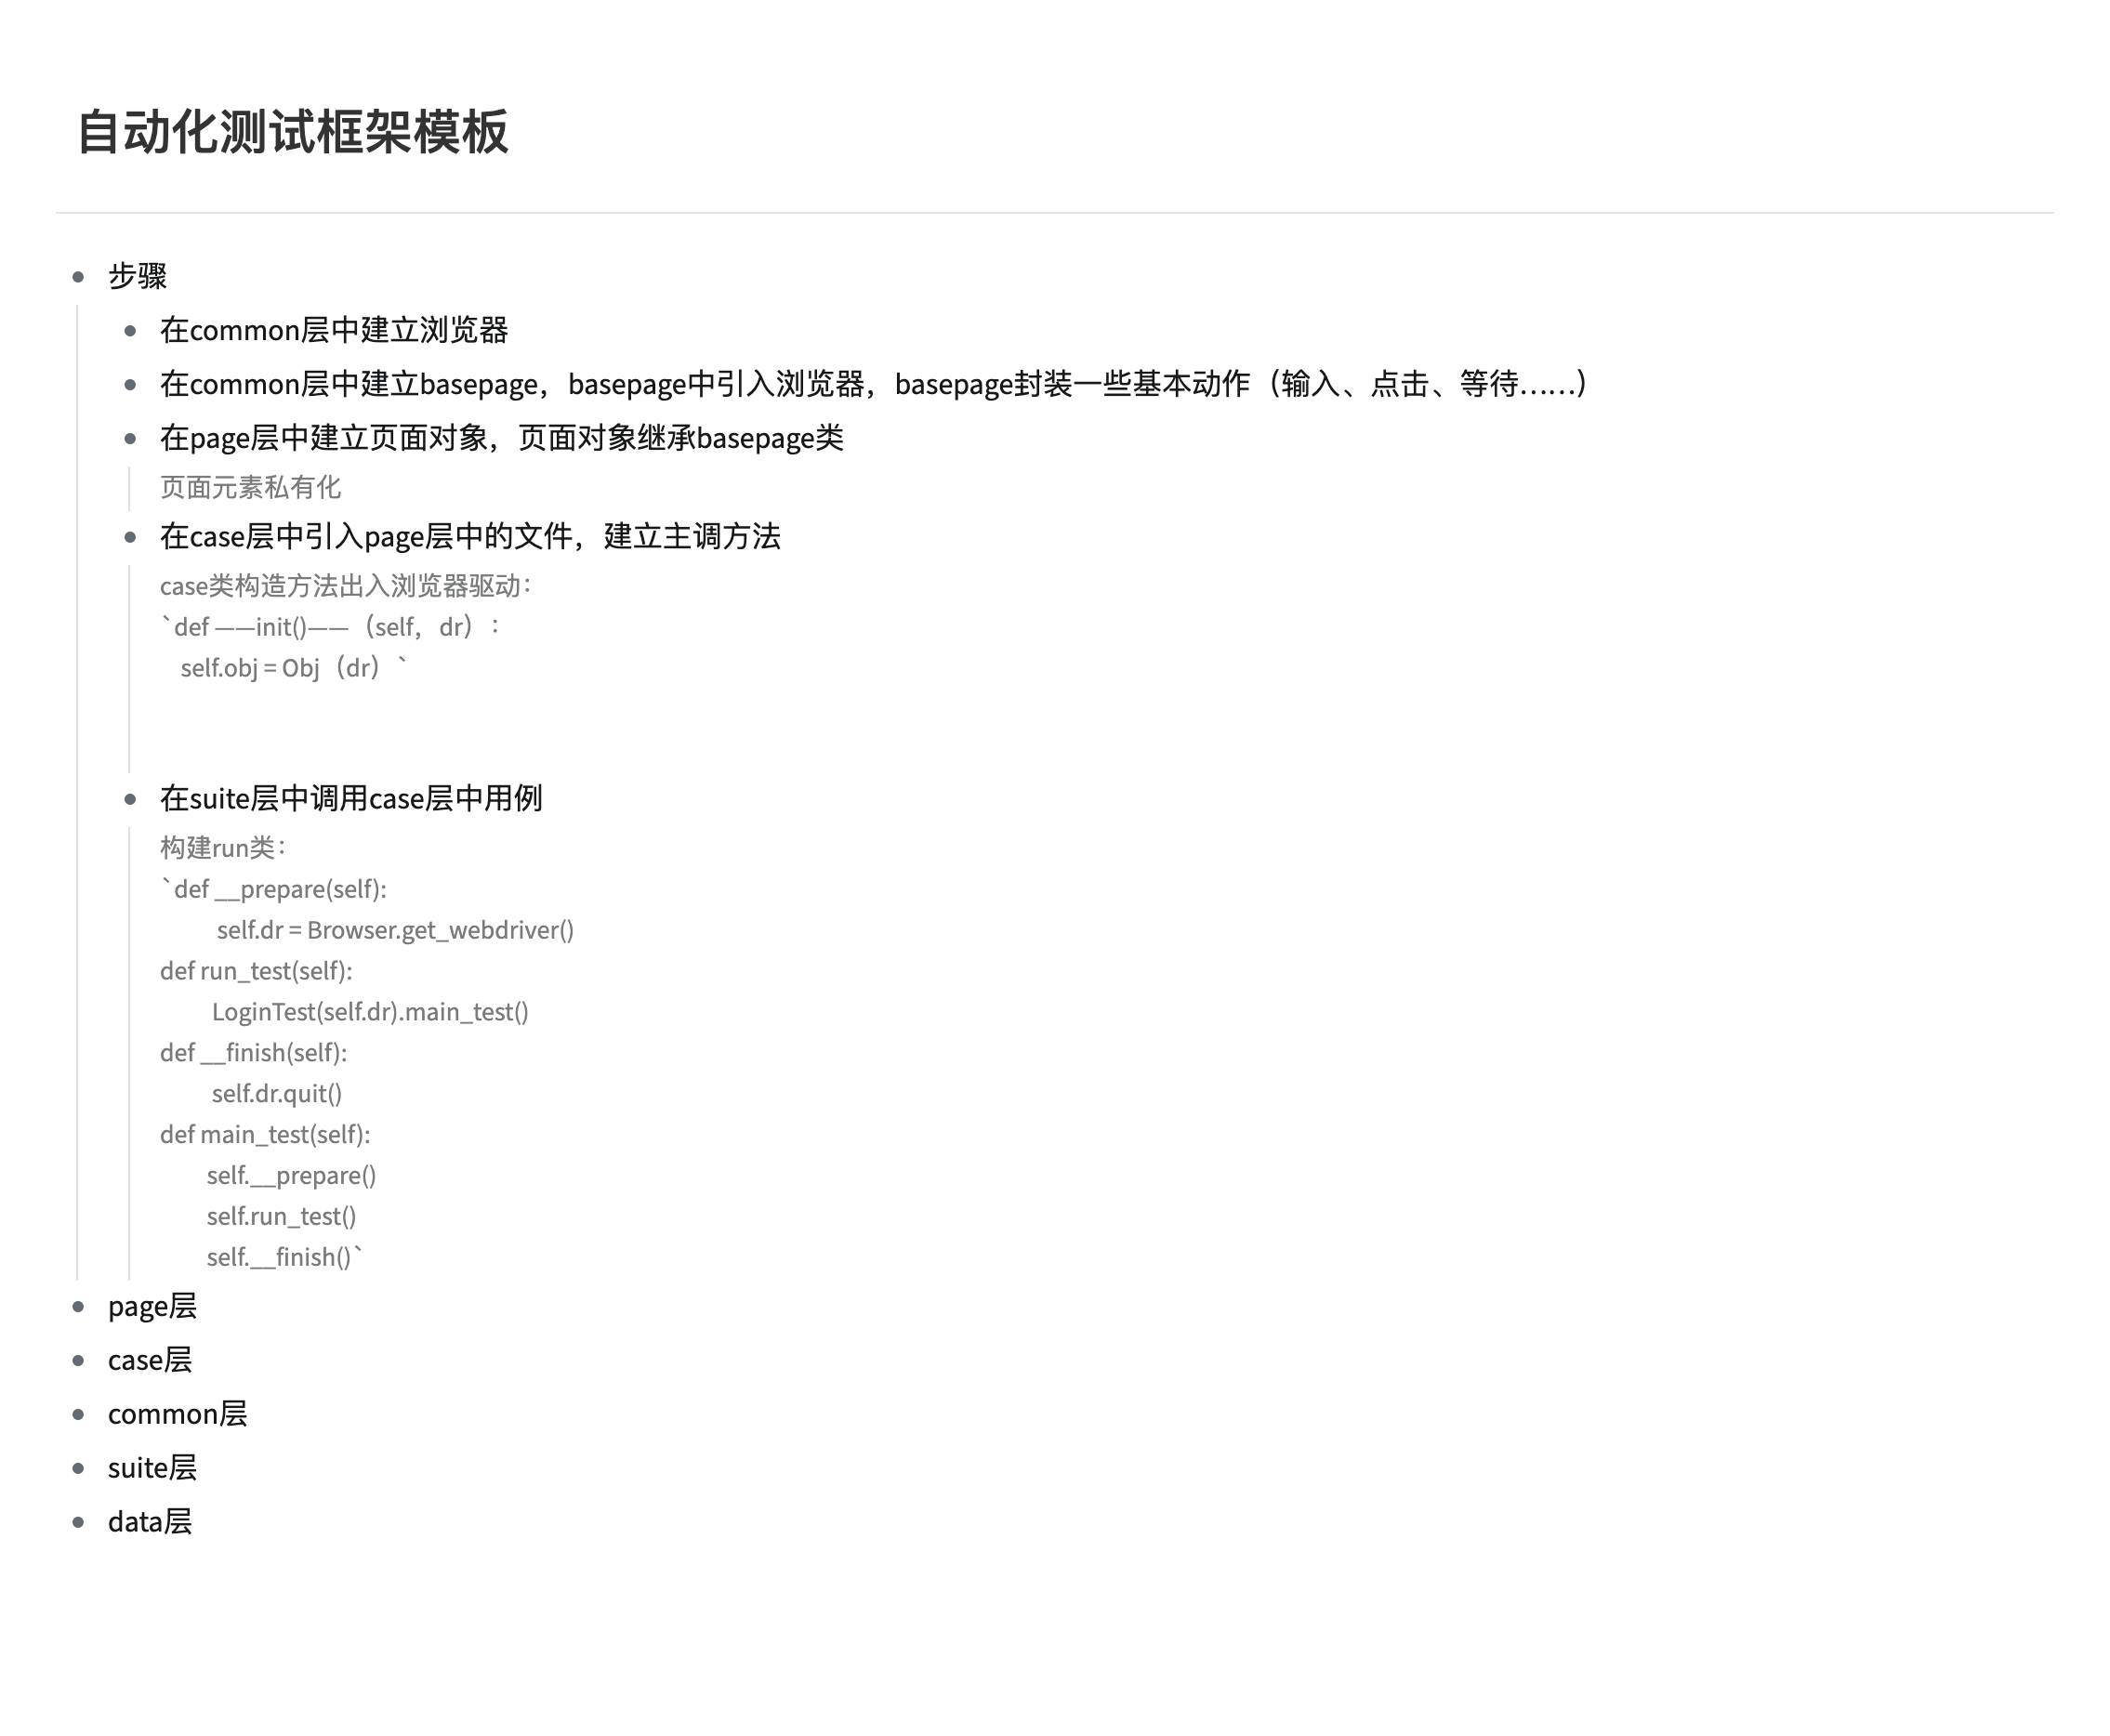 自动化测试框架模板
步骤
在common层中建立浏览器
在common层中建立basepage，basepage中引入浏览器，basepage封装一些基本动作（输入、点击、等待……）
在page层中建立页面对象，页面对象继承basepage类
页面元素私有化
在case层中引入page层中的文件，建立主调方法
case类构造方法出入浏览器驱动：
`def ——init()——（self，dr）：
self.obj = Obj（dr）`
在suite层中调用case层中用例
构建run类：
`def __prepare(self):
self.dr = Browser.get_webdriver()
def run_test(self):
LoginTest(self.dr).main_test()
def __finish(self):
self.dr.quit()
def main_test(self):
self.__prepare()
self.run_test()
self.__finish()`
page层
case层
common层
suite层
data层